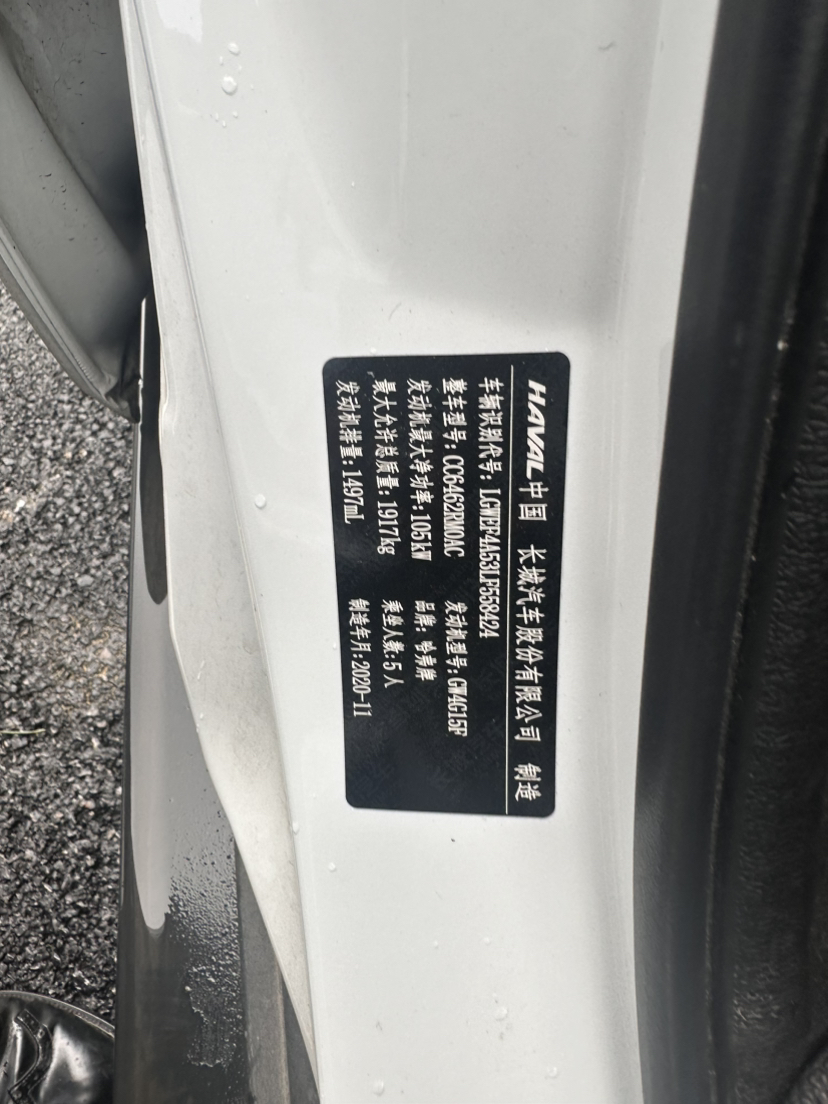 HAVAL 中国 长城汽车股份有限公司 制造
车辆识别代号：LGWEF4A53LF558424
整车型号：CC6462RM0AC 发动机型号：GW4G15F
发动机最大净功率：105kW 品牌：哈弗牌
最大允许总质量：1917kg 乘坐人数：5人
发动机排量：1497mL 制造年月：2020-11